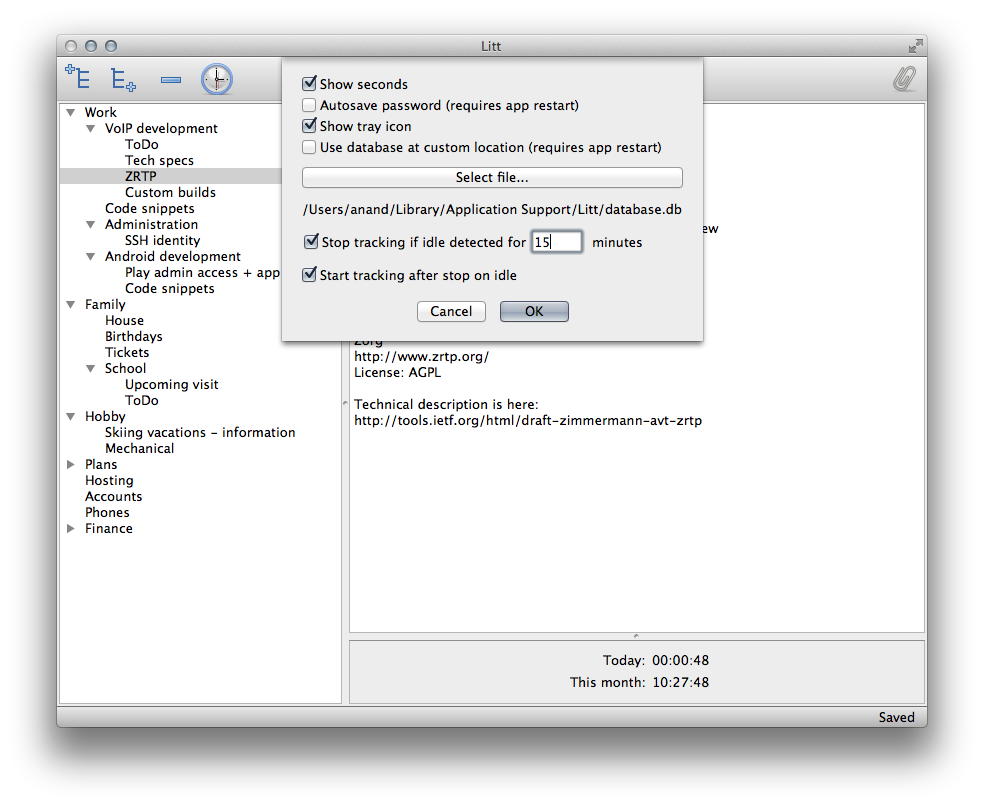 Litt
Show seconds
Autosave password (requires app restart)
Show tray icon
Use database at custom location (requires app restart)
Select file...
/Users/anand/Library/Application Support/Litt/database.db
Stop tracking if idle detected for 15 minutes
Start tracking after stop on idle
Cancel OK
Work
VoIP development
ToDo
Tech specs
ZRTP
Custom builds
Code snippets
Administration
SSH identity
Android development
Play admin access + app
Code snippets
Family
House
Birthdays
Tickets
School
Upcoming visit
ToDo
Hobby
Skiing vacations - information
Mechanical
Plans
Hosting
Accounts
Phones
Finance
ew
Zorg
http://www.zrtp.org/
License: AGPL
Technical description is here:
http://tools.ietf.org/html/draft-zimmermann-avt-zrtp
Today: 00:00:48
This month: 10:27:48
Saved